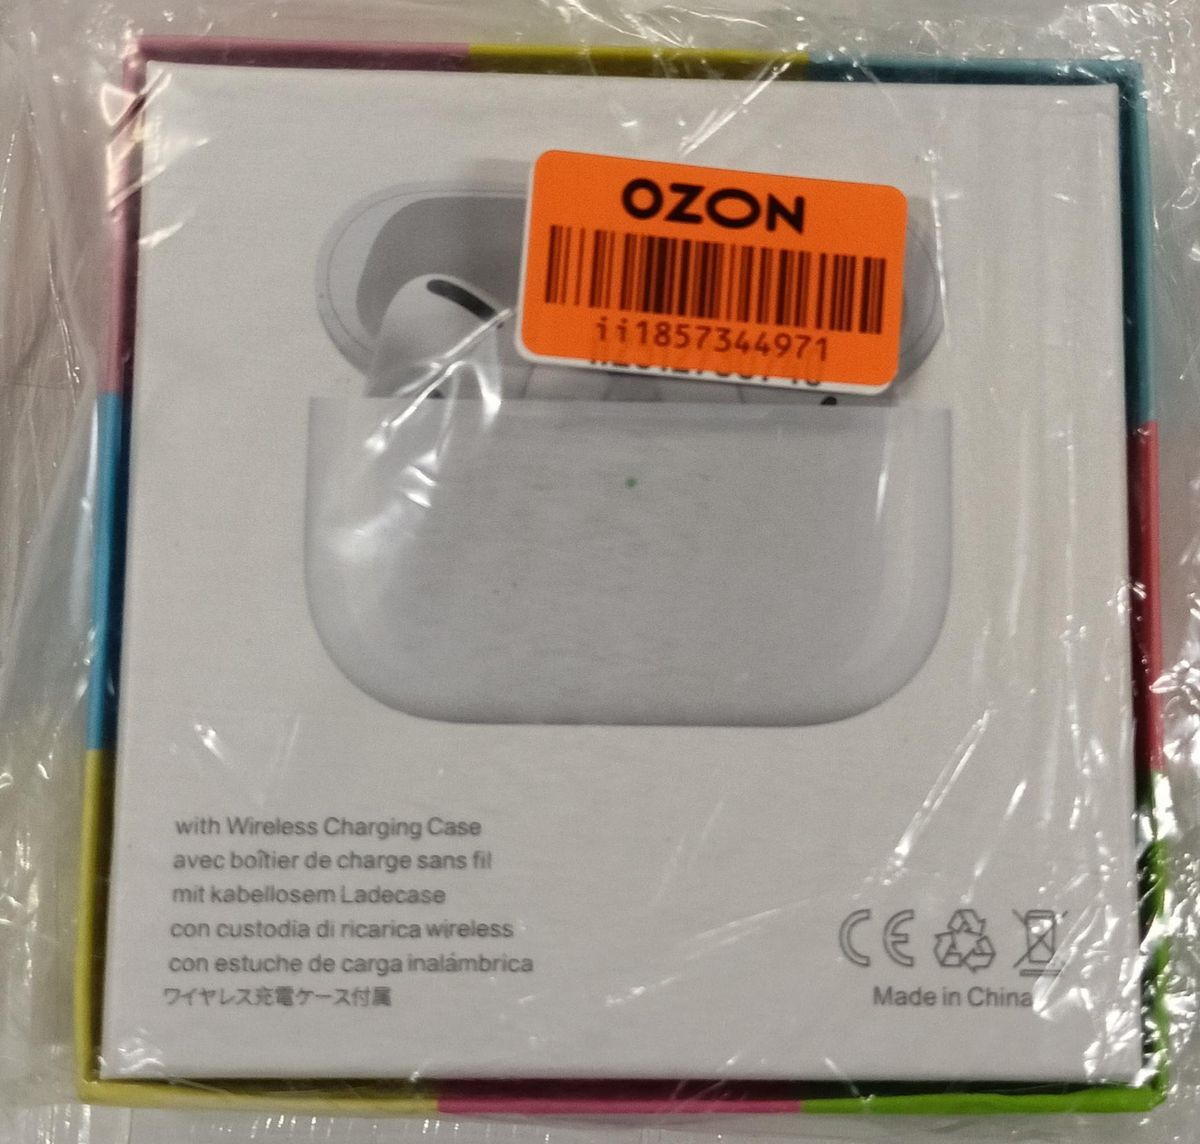 OZON
ii1857344971
with Wireless Charging Case
avec boîtier de charge sans fil
mit kabellosem Ladecase
con custodia di ricarica wireless
con estuche de carga inalámbrica
ワイヤレス充電ケース付属
CE
Made in China